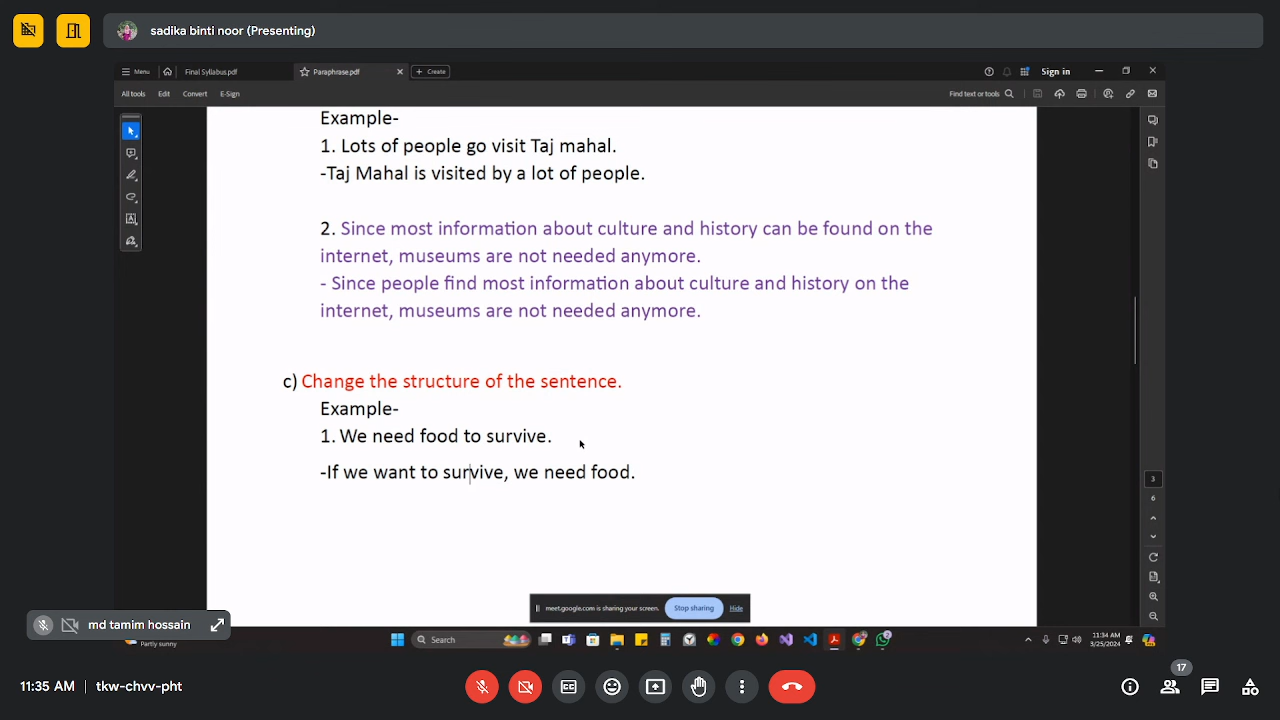 sadika binti noor (Presenting)
Menu
Final Syllabus.pdf
Paraphrase.pdf
Create
Sign in
All tools
Edit
Convert
E-Sign
Find text or tools
Example-
1. Lots of people go visit Taj mahal.
-Taj Mahal is visited by a lot of people.
2. Since most information about culture and history can be found on the
internet, museums are not needed anymore.
- Since people find most information about culture and history on the
internet, museums are not needed anymore.
c) Change the structure of the sentence.
Example-
1. We need food to survive.
-If we want to survive, we need food.
3
6
meet.google.com is sharing your screen.
Stop sharing
Hide
md tamim hossain
Partly sunny
Search
11:34 AM
3/25/2024
11:35 AM | tkw-chvv-pht
17